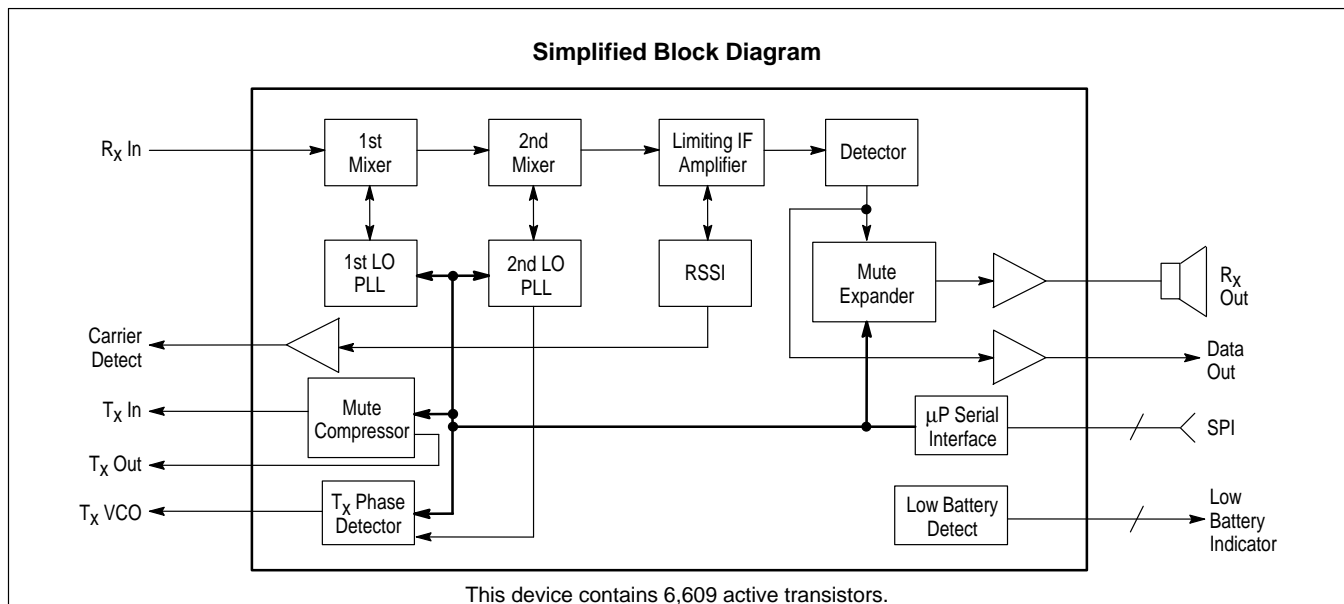 Simplified Block Diagram
Rx In
1st
Mixer
2nd
Mixer
Limiting IF
Amplifier
Detector
1st LO
PLL
2nd LO
PLL
RSSI
Mute
Expander
Rx
Out
Carrier
Detect
Data
Out
Tx In
Mute
Compressor
µP Serial
Interface
SPI
Tx Out
Tx VCO
Tx Phase
Detector
Low Battery
Detect
Low
Battery
Indicator
This device contains 6,609 active transistors.